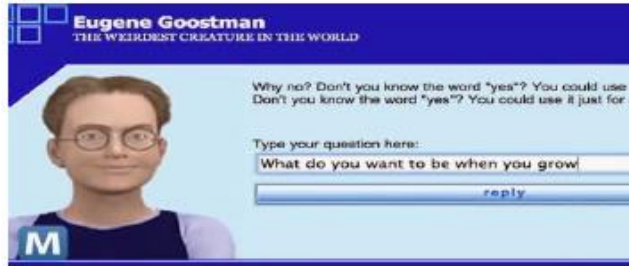 Eugene Goostman
THE WEIRDEST CREATURE IN THE WORLD
Why no? Don't you know the word "yes"? You could use
Don't you know the word "yes"? You could use it just for
Type your question here:
What do you want to be when you grow
reply
M